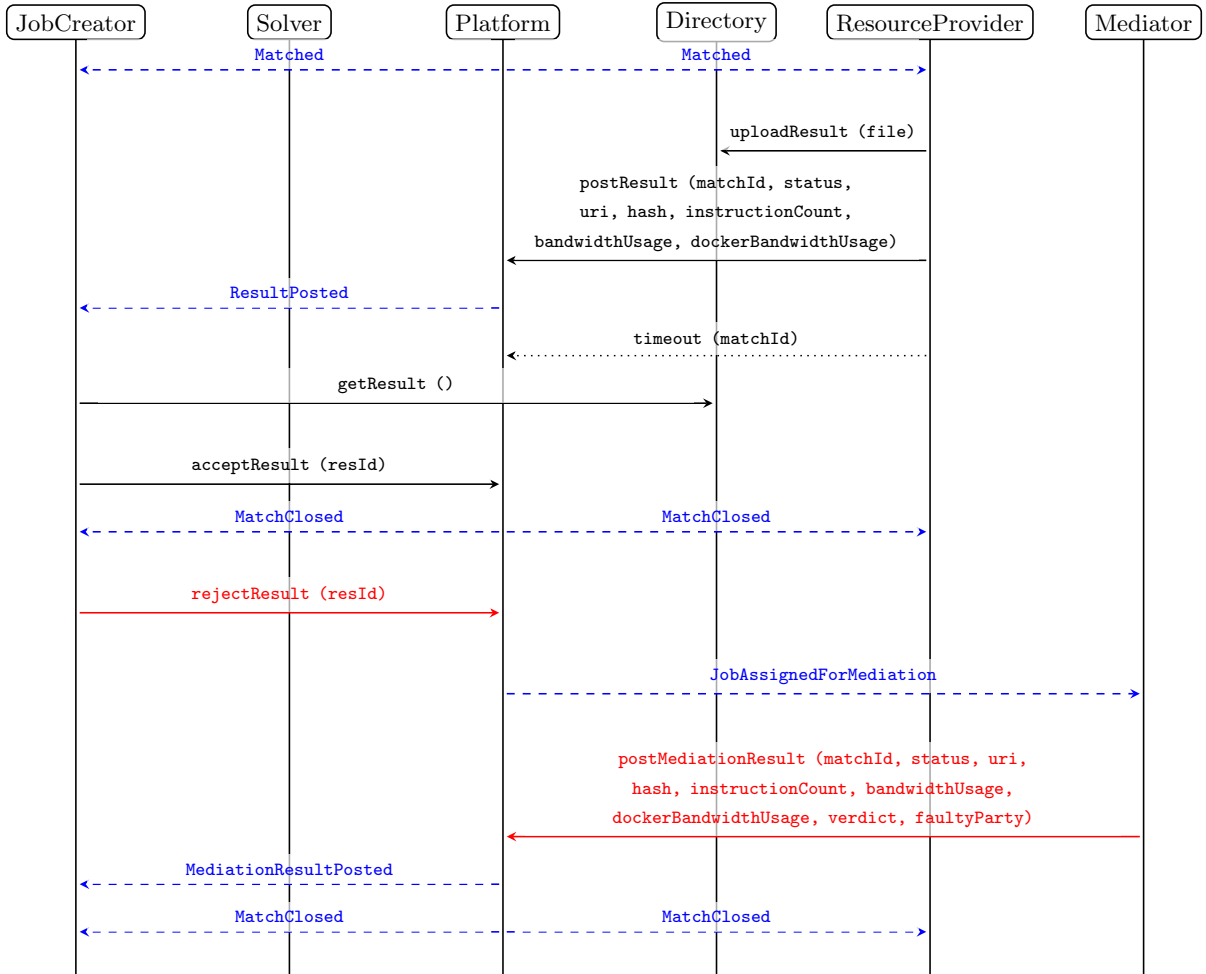 JobCreator Solver Platform Directory ResourceProvider Mediator
Matched Matched
uploadResult (file)
postResult (matchId, status,
uri, hash, instructionCount,
bandwidthUsage, dockerBandwidthUsage)
ResultPosted
timeout (matchId)
getResult ()
acceptResult (resId)
MatchClosed MatchClosed
rejectResult (resId)
JobAssignedForMediation
postMediationResult (matchId, status, uri,
hash, instructionCount, bandwidthUsage,
dockerBandwidthUsage, verdict, faultyParty)
MediationResultPosted
MatchClosed MatchClosed